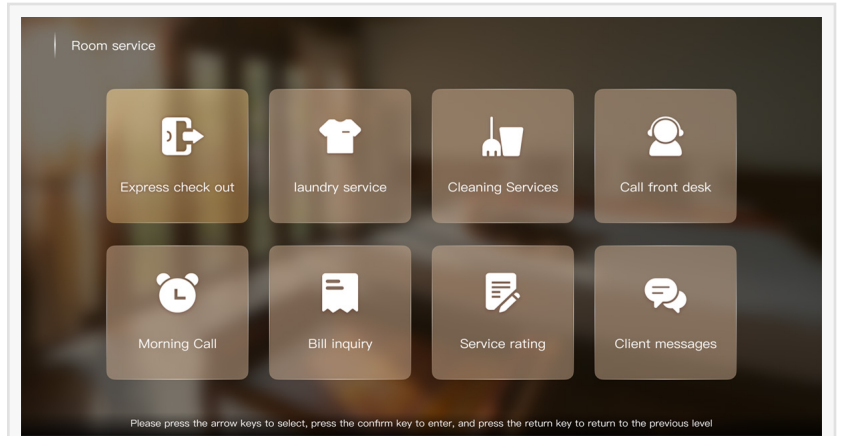 Room service
Express check out
laundry service
Cleaning Services
Call front desk
Morning Call
Bill inquiry
Service rating
Client messages
Please press the arrow keys to select, press the confirm key to enter, and press the return key to return to the previous level